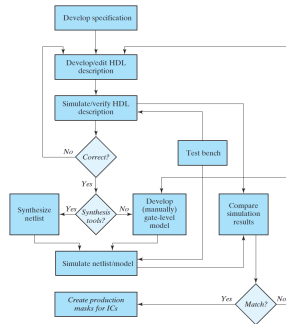 Develop specification
Develop/edit HDL
description
Simulate/verify HDL
description
No
Correct?
Test bench
Yes
Synthesize
netlist
Yes
Synthesis
tools?
No
Develop
(manually)
gate-level
model
Compare
simulation
results
Simulate netlist/model
Create production
masks for ICs
Yes
Match?
No